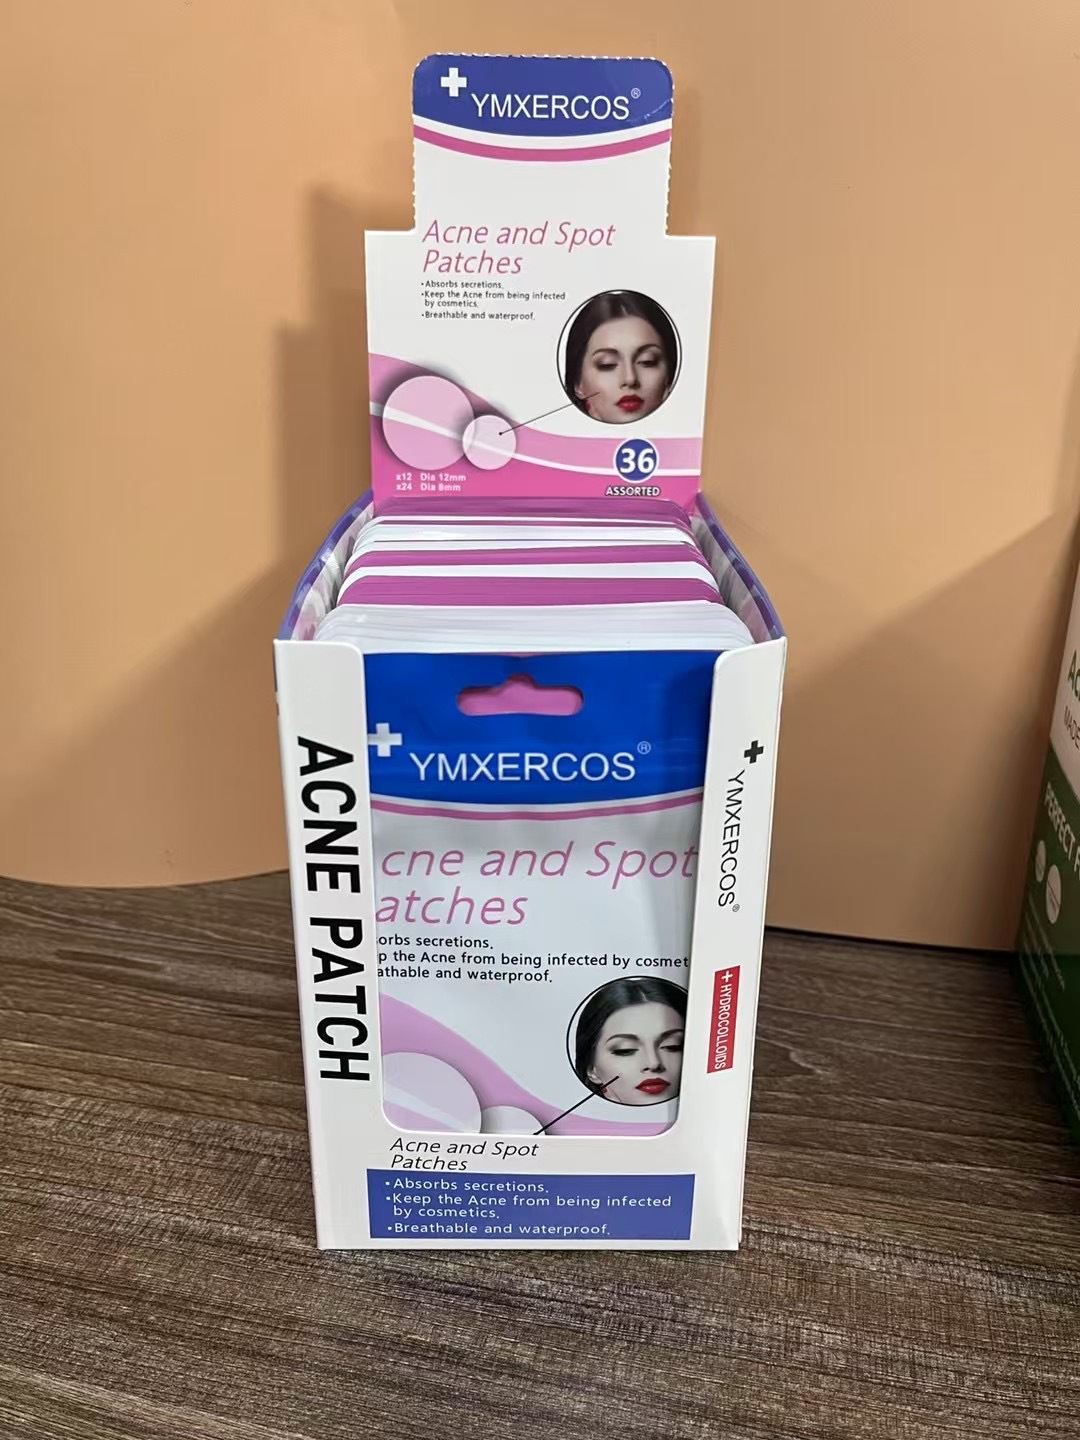 YMXERCOS®
Acne and Spot
Patches
•Absorbs secretions.
•Keep the Acne from being infected
by cosmetics.
•Breathable and waterproof.
x12 Dia 12mm
x24 Dia 8mm
36
ASSORTED
YMXERCOS®
cne and Spot
atches
orbs secretions.
p the Acne from being infected by cosmet
athable and waterproof.
ACNE PATCH
YMXERCOS®
+ HYDROCOLLOIDS
Acne and Spot
Patches
•Absorbs secretions.
•Keep the Acne from being infected
by cosmetics.
•Breathable and waterproof.
MADE
PERFECT